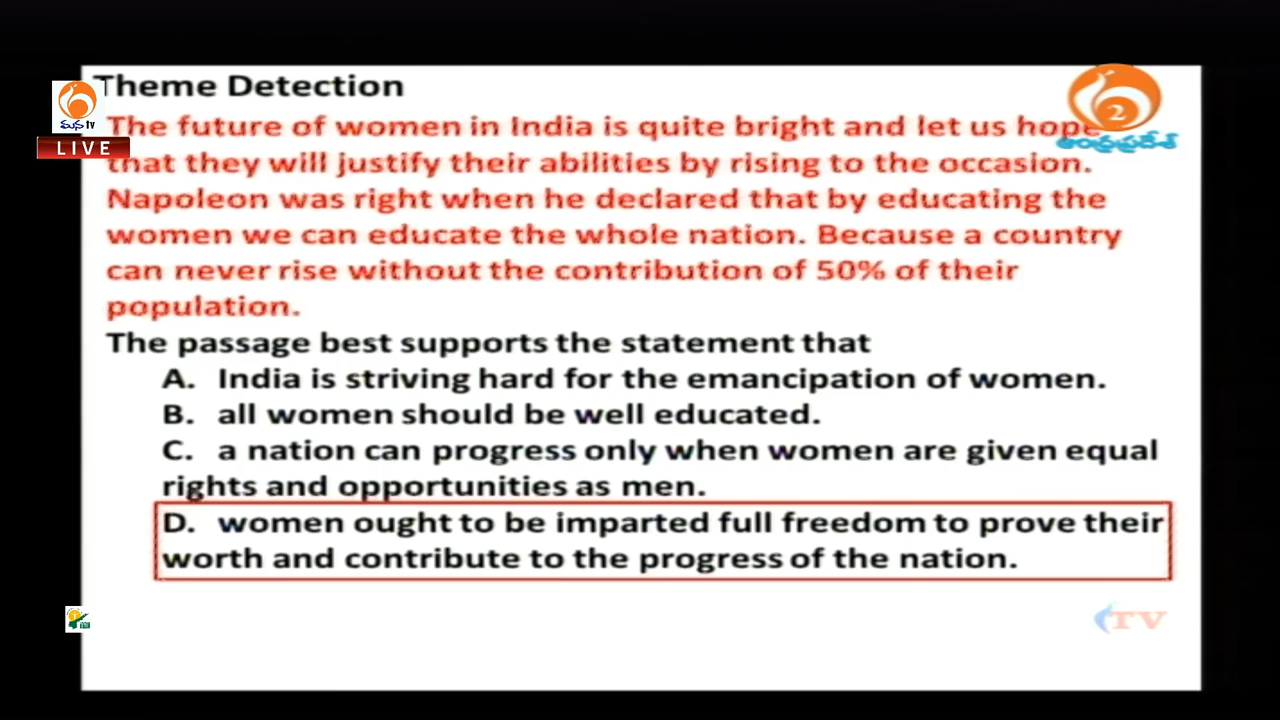 Theme Detection
మన tv
LIVE
2
ఆంధ్రప్రదేశ్
The future of women in India is quite bright and let us hope
that they will justify their abilities by rising to the occasion.
Napoleon was right when he declared that by educating the
women we can educate the whole nation. Because a country
can never rise without the contribution of 50% of their
population.
The passage best supports the statement that
A. India is striving hard for the emancipation of women.
B. all women should be well educated.
C. a nation can progress only when women are given equal
rights and opportunities as men.
D. women ought to be imparted full freedom to prove their
worth and contribute to the progress of the nation.
TV